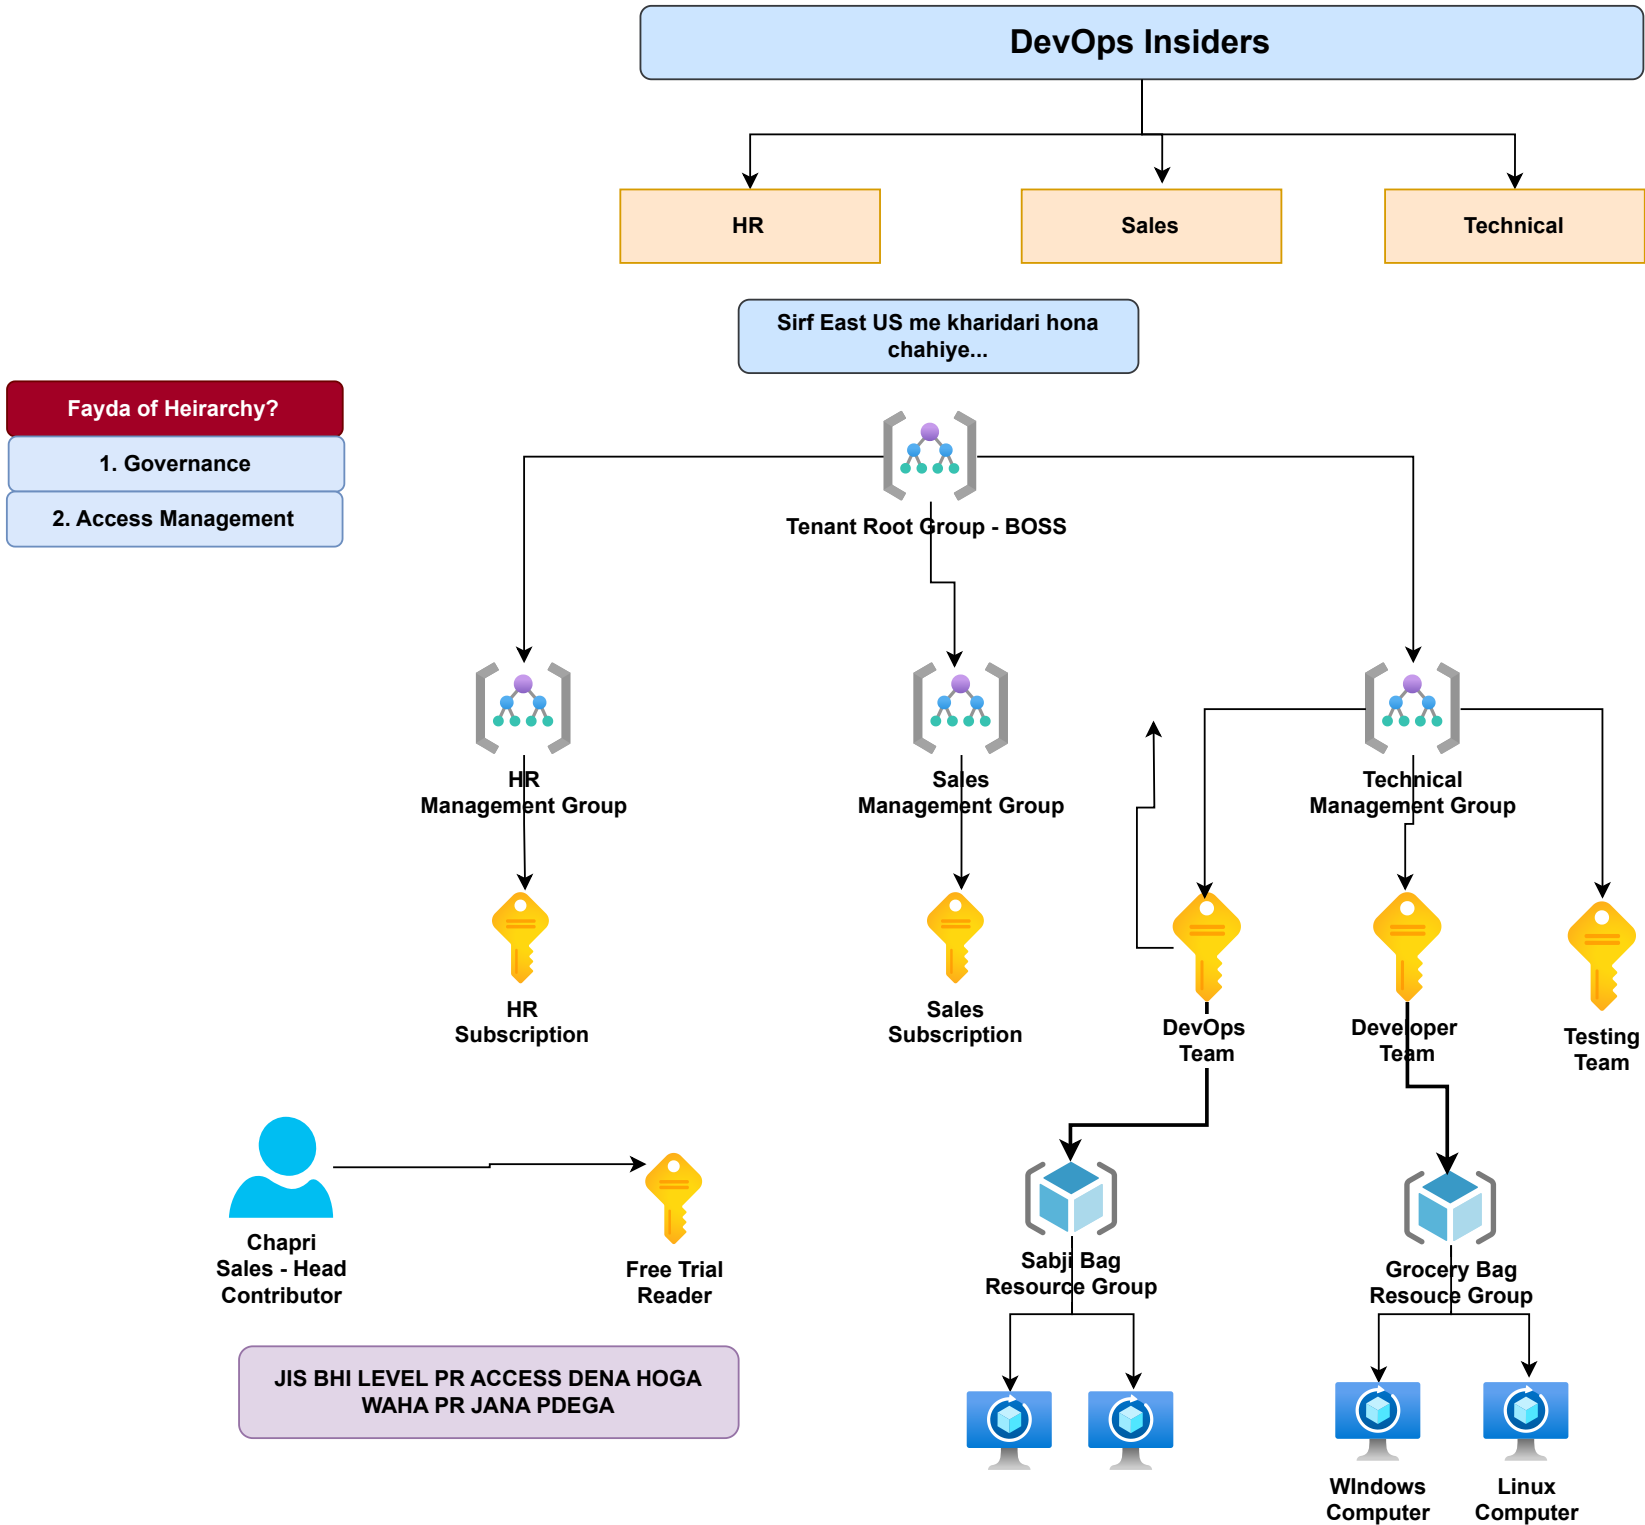 DevOps Insiders
HR
Sales
Technical
Sirf East US me kharidari hona
chahiye...
Fayda of Heirarchy?
1. Governance
2. Access Management
Tenant Root Group - BOSS
HR
Management Group
Sales
Management Group
Technical
Management Group
HR
Subscription
Sales
Subscription
DevOps
Team
Developer
Team
Testing
Team
Chapri
Sales - Head
Contributor
Free Trial
Reader
Sabji Bag
Resource Group
Grocery Bag
Resouce Group
JIS BHI LEVEL PR ACCESS DENA HOGA
WAHA PR JANA PDEGA
WIndows
Computer
Linux
Computer